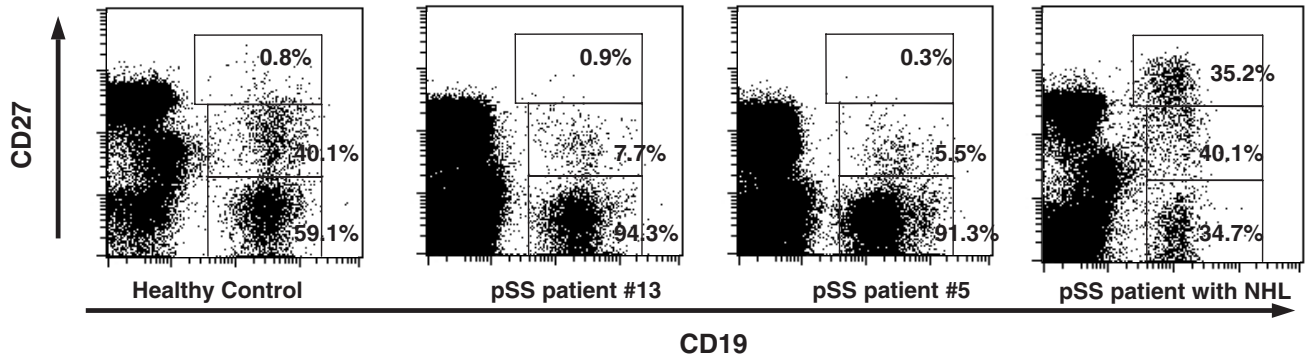 CD27
0.8%
40.1%
59.1%
Healthy Control
0.9%
7.7%
94.3%
pSS patient #13
0.3%
5.5%
91.3%
pSS patient #5
35.2%
40.1%
34.7%
pSS patient with NHL
CD19